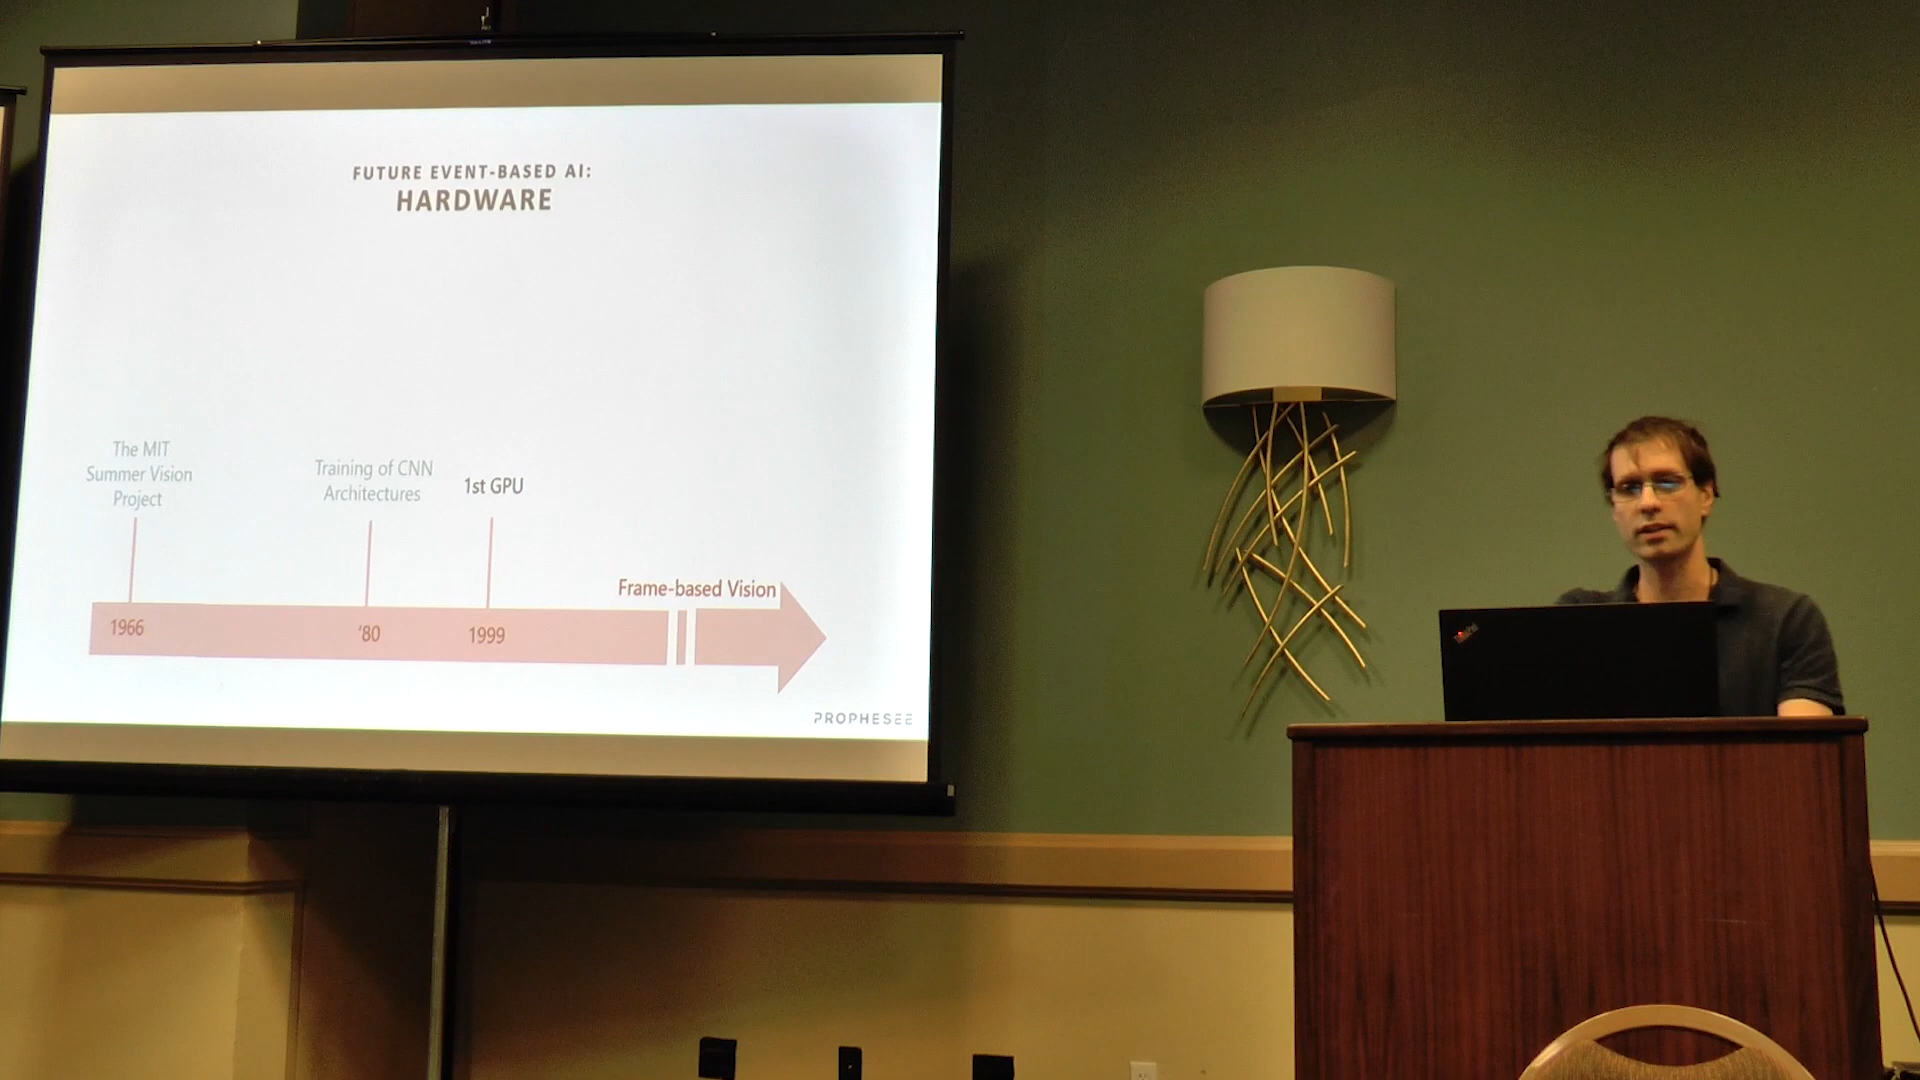 FUTURE EVENT-BASED AI:
HARDWARE
The MIT
Summer Vision
Project
Training of CNN
Architectures
1st GPU
Frame-based Vision
1966
‘80
1999
PROPHESEE
ThinkPad